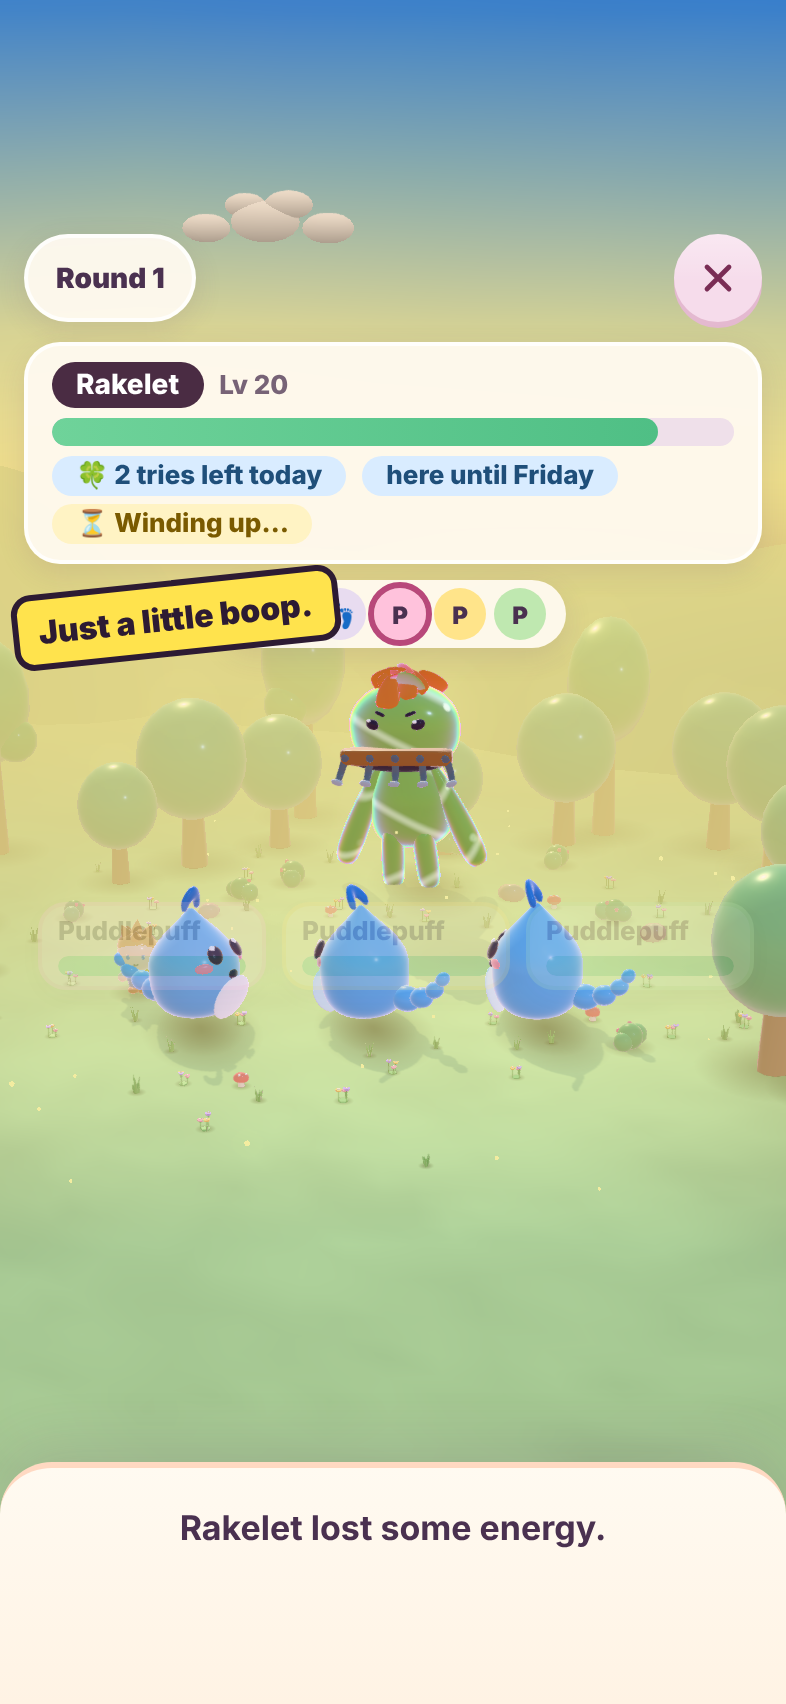 Round 1
Rakelet Lv 20
🍀 2 tries left today here until Friday
⏳ Winding up...
Just a little boop.
P P P
Puddlepuff Puddlepuff Puddlepuff
Rakelet lost some energy.